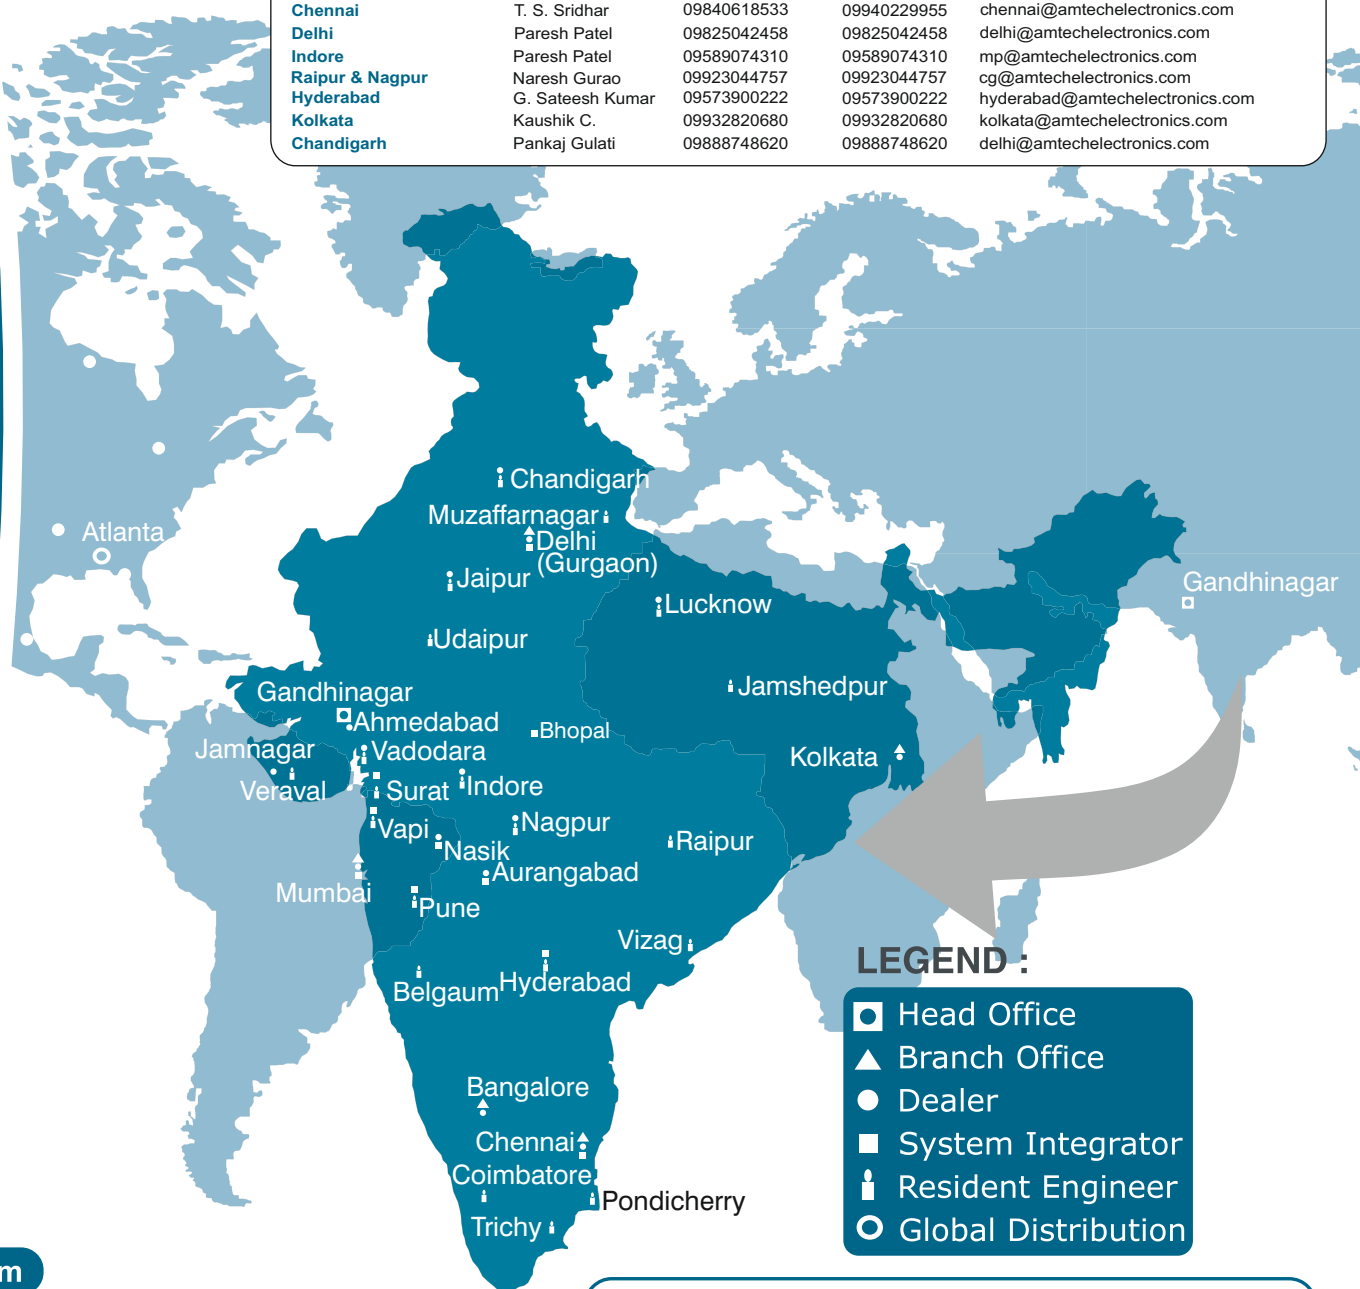 Chennai T. S. Sridhar 09840618533 09940229955 chennai@amtechelectronics.com
Delhi Paresh Patel 09825042458 09825042458 delhi@amtechelectronics.com
Indore Paresh Patel 09589074310 09589074310 mp@amtechelectronics.com
Raipur & Nagpur Naresh Gurao 09923044757 09923044757 cg@amtechelectronics.com
Hyderabad G. Sateesh Kumar 09573900222 09573900222 hyderabad@amtechelectronics.com
Kolkata Kaushik C. 09932820680 09932820680 kolkata@amtechelectronics.com
Chandigarh Pankaj Gulati 09888748620 09888748620 delhi@amtechelectronics.com
Chandigarh
Muzaffarnagar
Atlanta
Delhi
(Gurgaon)
Jaipur
Gandhinagar
Lucknow
Udaipur
Jamshedpur
Gandhinagar
Ahmedabad
Bhopal
Jamnagar
Vadodara
Kolkata
Veraval
Surat
Indore
Vapi
Nagpur
Nasik
Raipur
Aurangabad
Mumbai
Pune
Vizag
Belgaum
Hyderabad
LEGEND :
Head Office
Branch Office
Dealer
System Integrator
Resident Engineer
Global Distribution
Bangalore
Chennai
Coimbatore
Pondicherry
Trichy
m